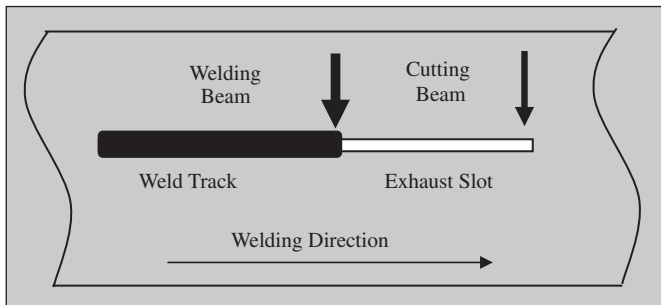 Welding
Beam
Cutting
Beam
Weld Track
Exhaust Slot
Welding Direction